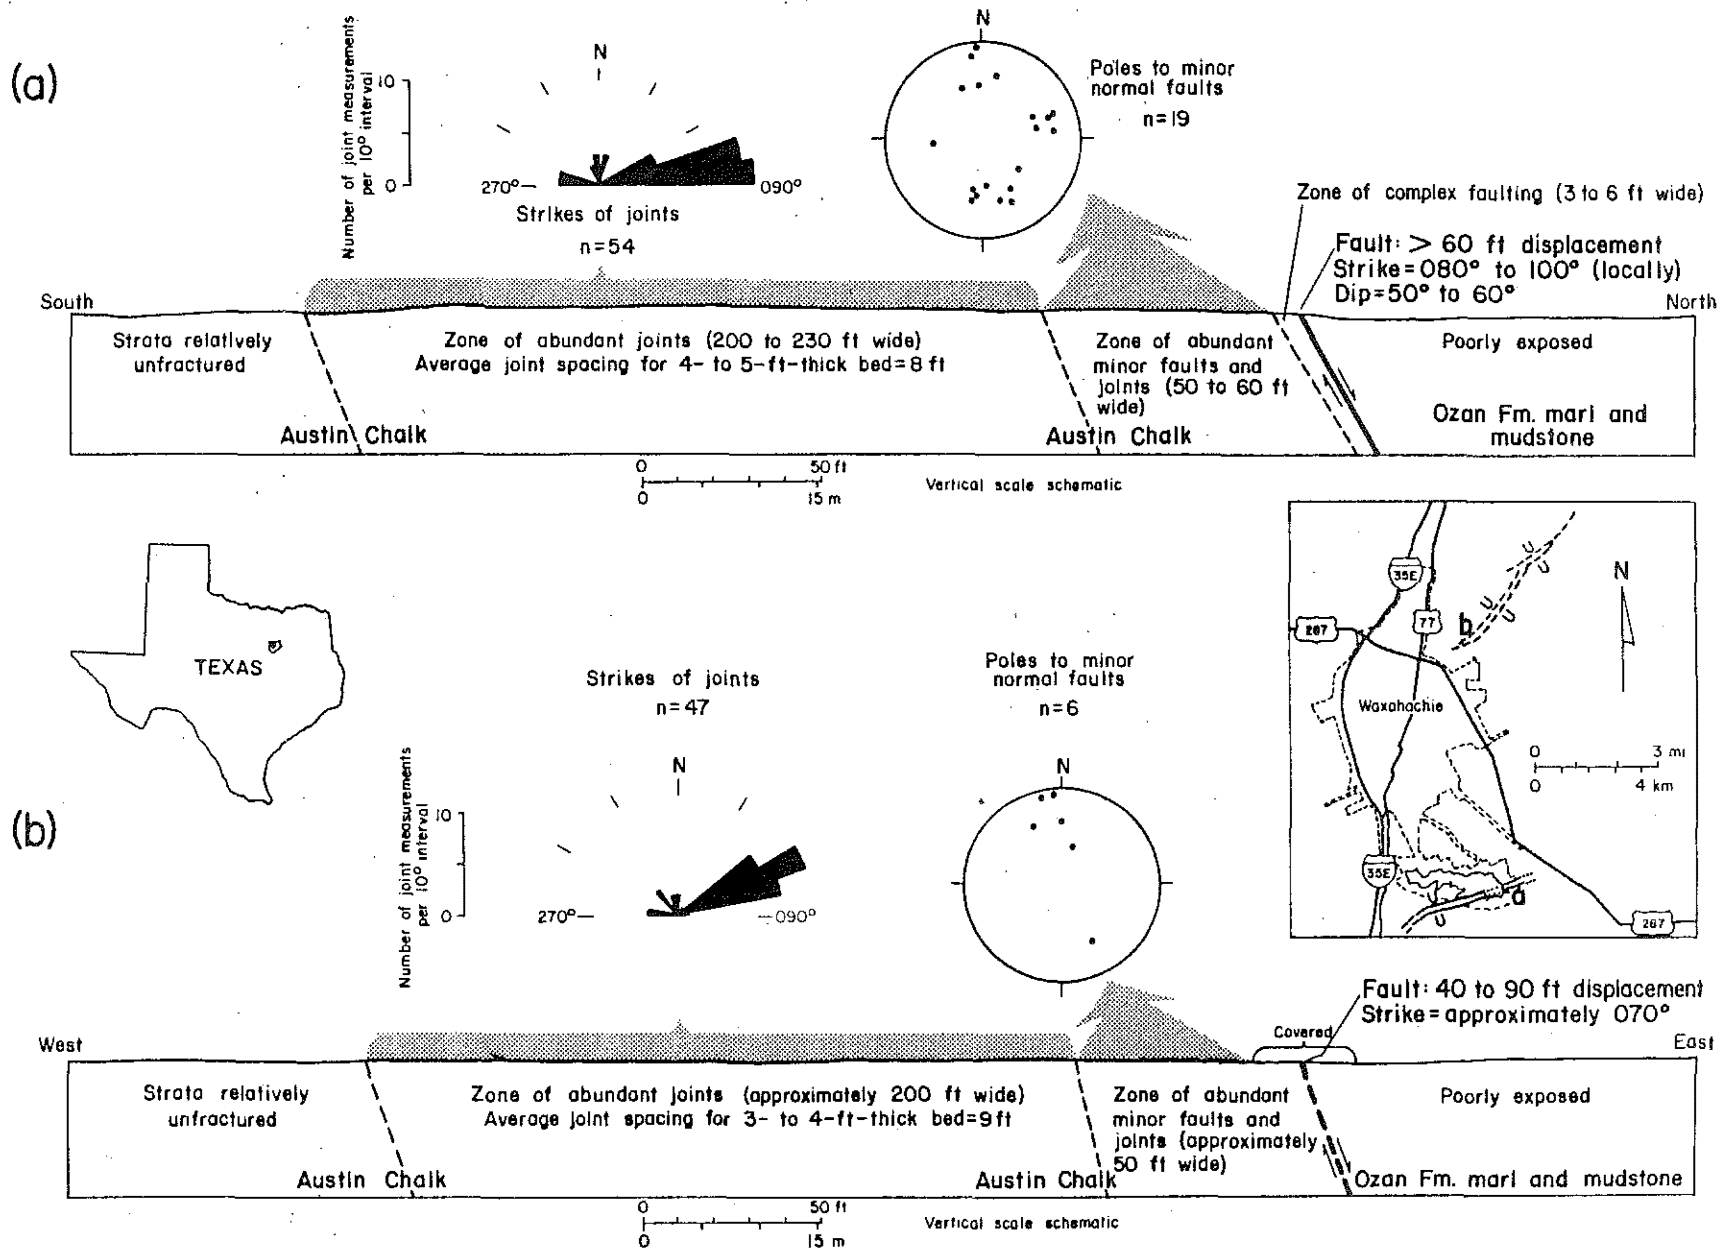 (a)
Number of joint measurements
per 10° interval
10
0
N
270°
090°
Strikes of joints
n=54
N
Poles to minor
normal faults
n=19
Zone of complex faulting (3 to 6 ft wide)
Fault: > 60 ft displacement
Strike=080° to 100° (locally)
Dip=50° to 60°
South
North
Strata relatively
unfractured
Zone of abundant joints (200 to 230 ft wide)
Average joint spacing for 4- to 5-ft-thick bed=8 ft
Zone of abundant
minor faults and
joints (50 to 60 ft
wide)
Poorly exposed
Austin Chalk
Austin Chalk
Ozan Fm. marl and
mudstone
0 50 ft
0 15 m
Vertical scale schematic
TEXAS
35E
77
287
b
U
D
U
D
N
Waxahachie
0 3 mi
0 4 km
35E
a
D
U
287
(b)
Strikes of joints
n=47
Number of joint measurements
per 10° interval
10
0
N
270°
090°
Poles to minor
normal faults
n=6
N
Fault: 40 to 90 ft displacement
Strike=approximately 070°
Covered
West
East
Strata relatively
unfractured
Zone of abundant joints (approximately 200 ft wide)
Average joint spacing for 3- to 4-ft-thick bed=9 ft
Zone of abundant
minor faults and
joints (approximately
50 ft wide)
Poorly exposed
Austin Chalk
Austin Chalk
Ozan Fm. marl and mudstone
0 50 ft
0 15 m
Vertical scale schematic